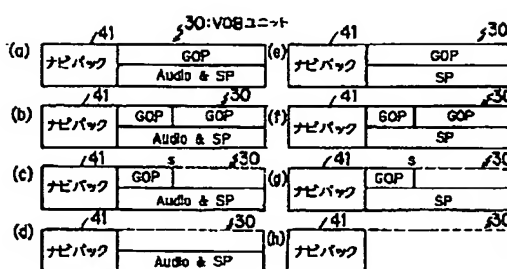 30:VOBユニット
(a) 41 ナビパック GOP Audio & SP
(e) 41 30 ナビパック GOP SP
(b) 41 30 ナビパック GOP GOP Audio & SP
(f) 41 30 ナビパック GOP GOP SP
(c) 41 s 30 ナビパック GOP Audio & SP
(g) 41 s 30 ナビパック GOP SP
(d) 41 30 ナビパック Audio & SP
(h) 41 30 ナビパック